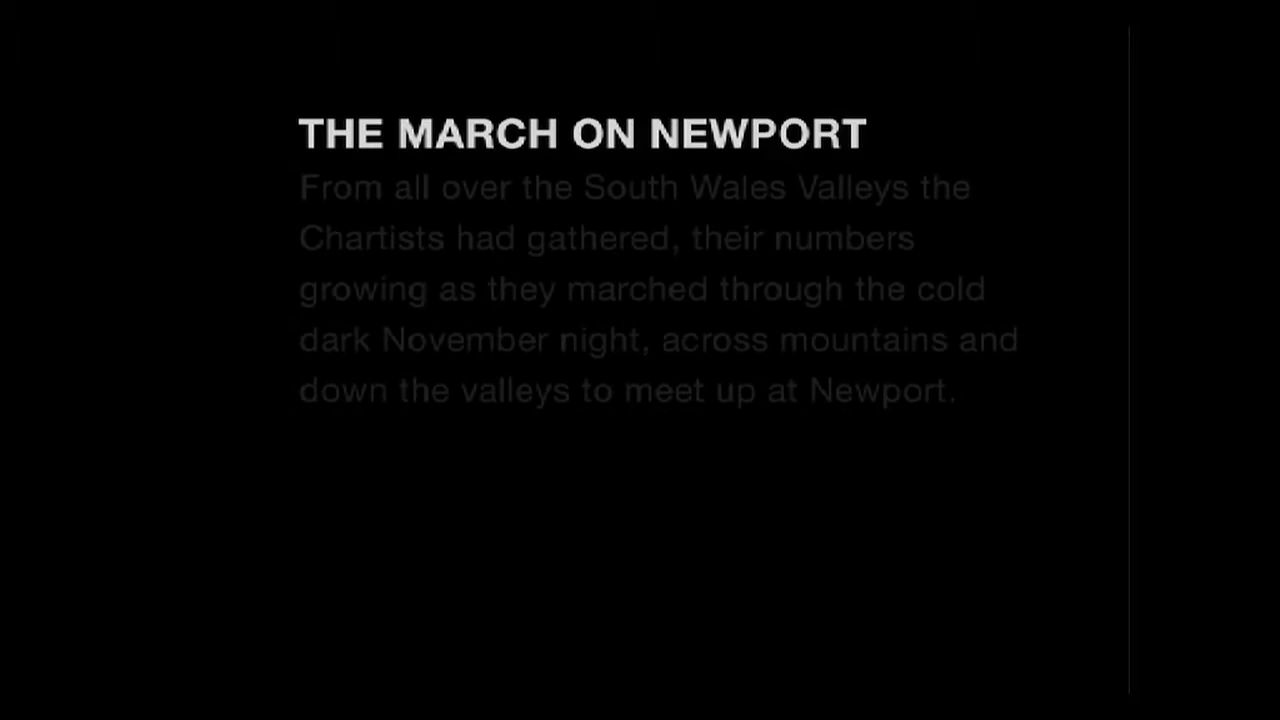 THE MARCH ON NEWPORT
From all over the South Wales Valleys the
Chartists had gathered, their numbers
growing as they marched through the cold
dark November night, across mountains and
down the valleys to meet up at Newport.